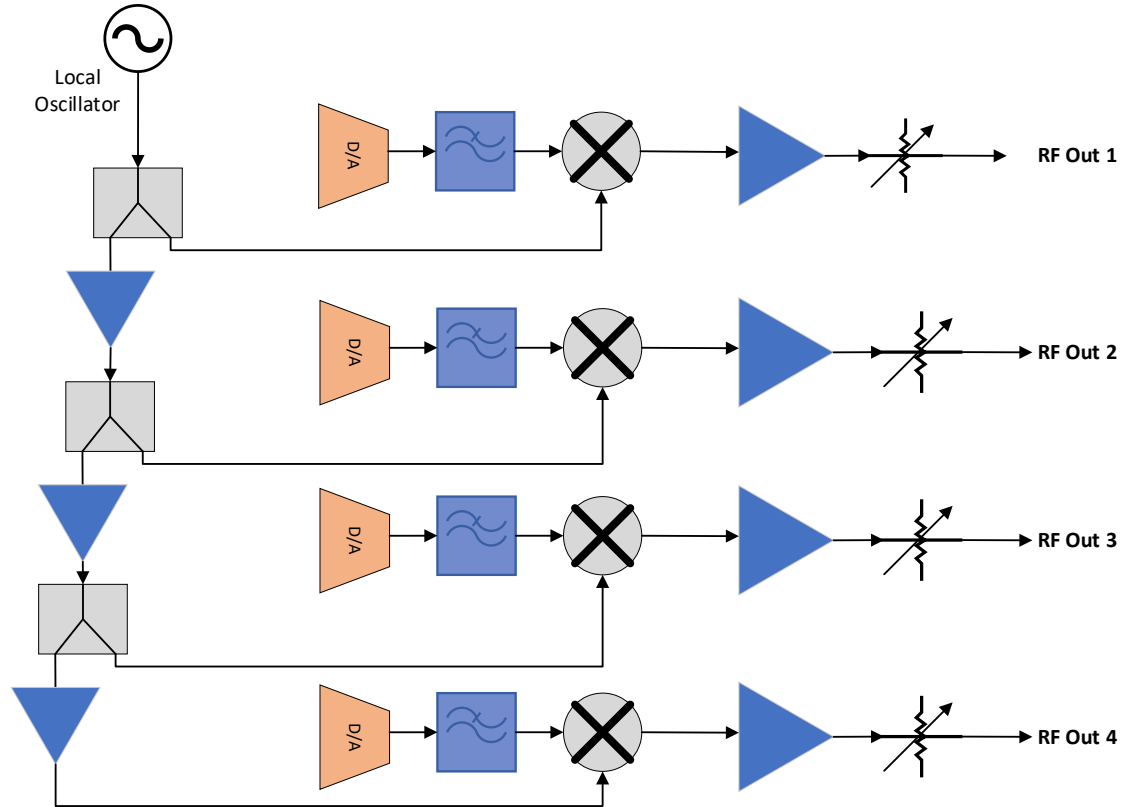 Local
Oscillator
D/A
RF Out 1
D/A
RF Out 2
D/A
RF Out 3
D/A
RF Out 4